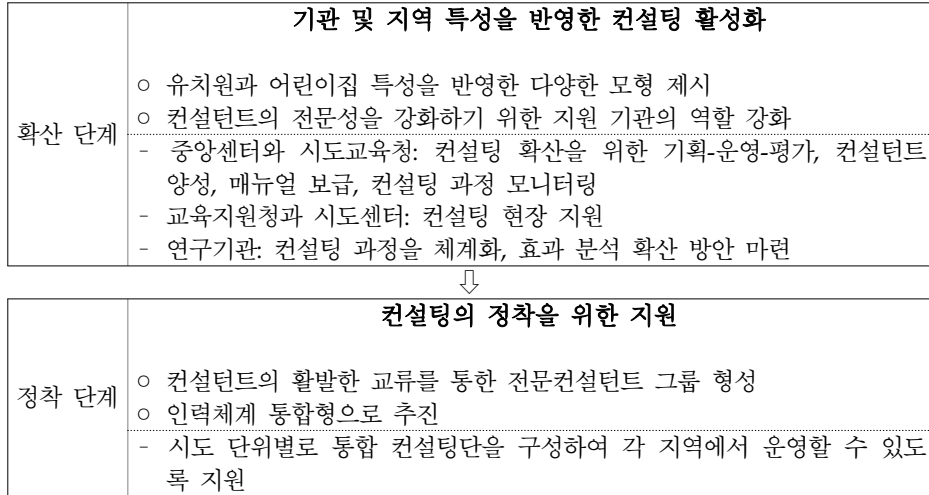 기관 및 지역 특성을 반영한 컨설팅 활성화
확산 단계
○ 유치원과 어린이집 특성을 반영한 다양한 모형 제시
○ 컨설턴트의 전문성을 강화하기 위한 지원 기관의 역할 강화
- 중앙센터와 시도교육청: 컨설팅 확산을 위한 기획-운영-평가, 컨설턴트
양성, 매뉴얼 보급, 컨설팅 과정 모니터링
- 교육지원청과 시도센터: 컨설팅 현장 지원
- 연구기관: 컨설팅 과정을 체계화, 효과 분석 확산 방안 마련
⇩
컨설팅의 정착을 위한 지원
정착 단계
○ 컨설턴트의 활발한 교류를 통한 전문컨설턴트 그룹 형성
○ 인력체계 통합형으로 추진
- 시도 단위별로 통합 컨설팅단을 구성하여 각 지역에서 운영할 수 있도
록 지원